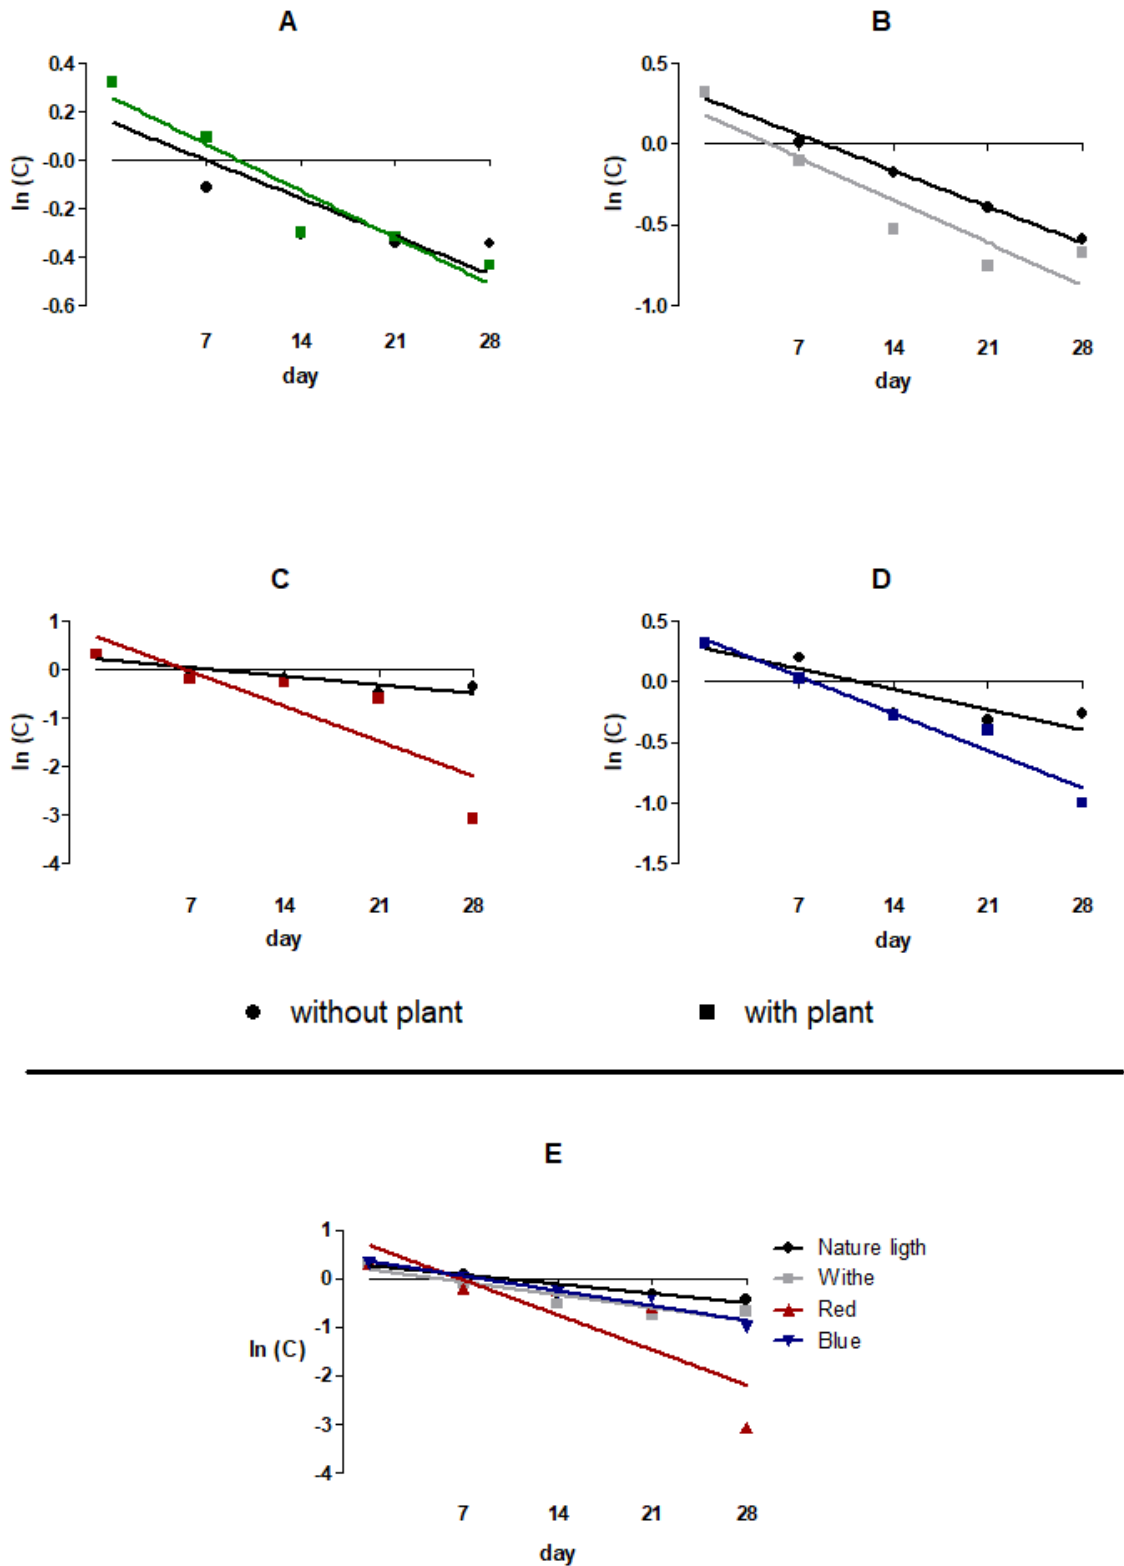 A
0.4
0.2
-0.0
-0.2
-0.4
-0.6
ln (C)
7 14 21 28
day
B
0.5
0.0
-0.5
-1.0
ln (C)
7 14 21 28
day
C
1
0
-1
-2
-3
-4
ln (C)
7 14 21 28
day
D
0.5
0.0
-0.5
-1.0
-1.5
ln (C)
7 14 21 28
day
without plant
with plant
E
1
0
-1
-2
-3
-4
ln (C)
7 14 21 28
day
Nature ligth
Withe
Red
Blue